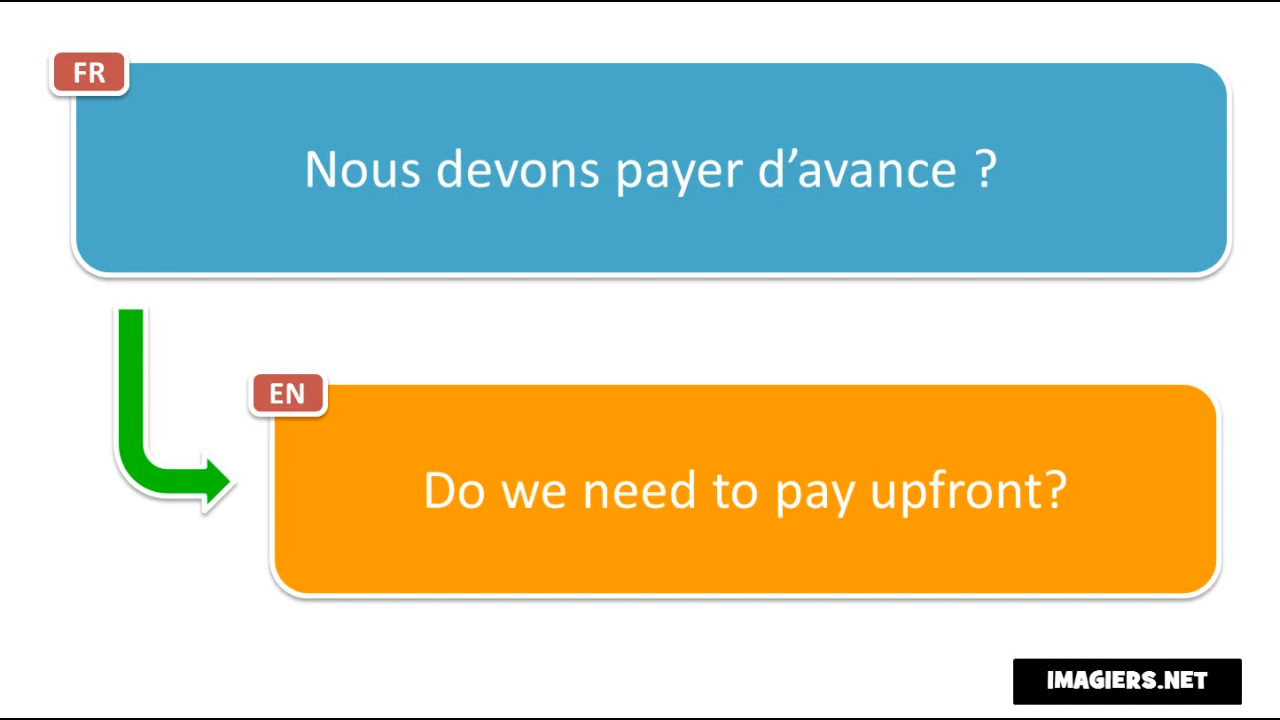 FR
Nous devons payer d’avance ?
EN
Do we need to pay upfront?
IMAGIERS.NET